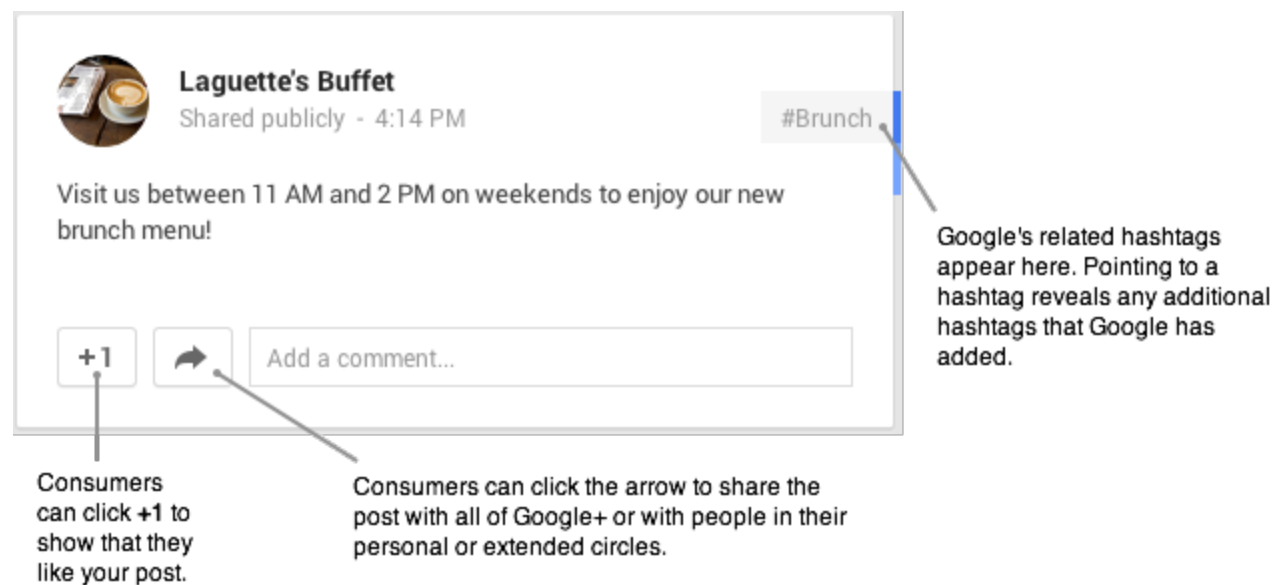 Laguette's Buffet
Shared publicly - 4:14 PM
#Brunch
Visit us between 11 AM and 2 PM on weekends to enjoy our new
brunch menu!
Google's related hashtags
appear here. Pointing to a
hashtag reveals any additional
hashtags that Google has
added.
+1
Add a comment...
Consumers
can click +1 to
show that they
like your post.
Consumers can click the arrow to share the
post with all of Google+ or with people in their
personal or extended circles.